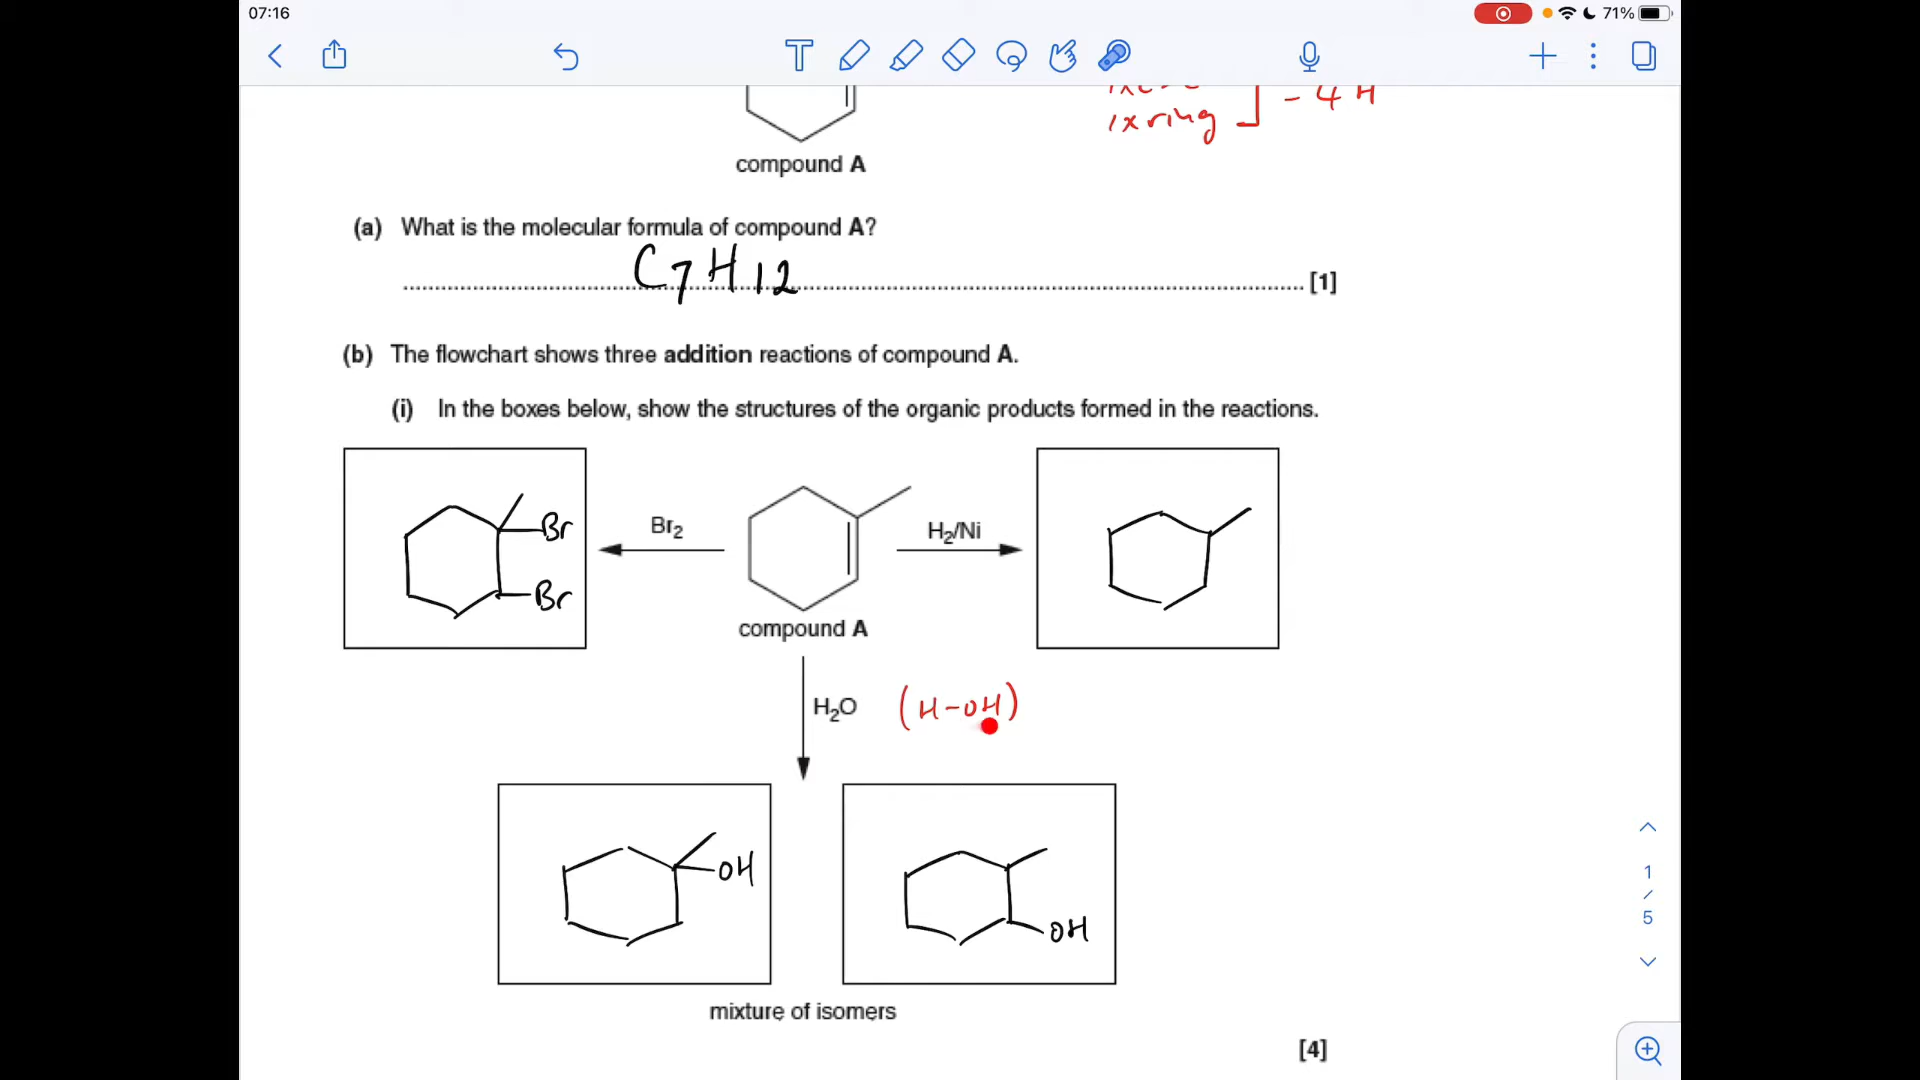 07:16
71%
1x ring ] - 4 H
compound A
(a) What is the molecular formula of compound A?
C7H12
[1]
(b) The flowchart shows three addition reactions of compound A.
(i) In the boxes below, show the structures of the organic products formed in the reactions.
Br
Br
Br2
H2/Ni
compound A
H2O (H-OH)
OH
OH
mixture of isomers
[4]
1
/
5